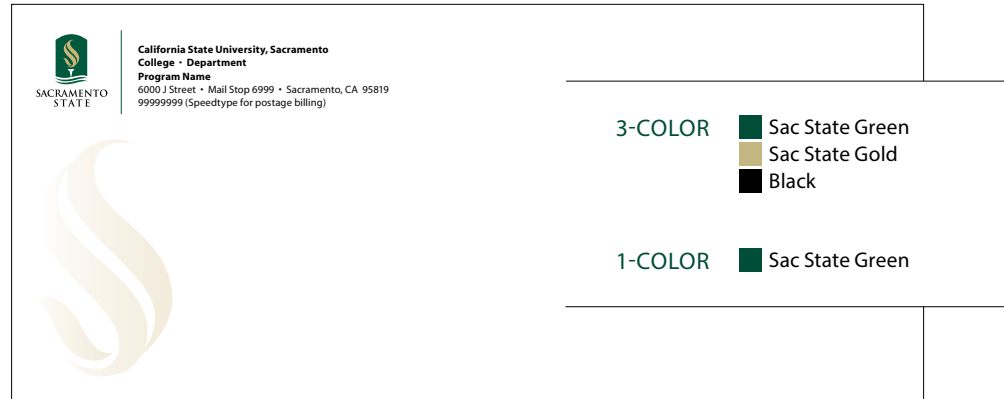 SACRAMENTO
STATE
California State University, Sacramento
College • Department
Program Name
6000 J Street • Mail Stop 6999 • Sacramento, CA 95819
99999999 (Speedtype for postage billing)
3-COLOR
Sac State Green
Sac State Gold
Black
1-COLOR
Sac State Green